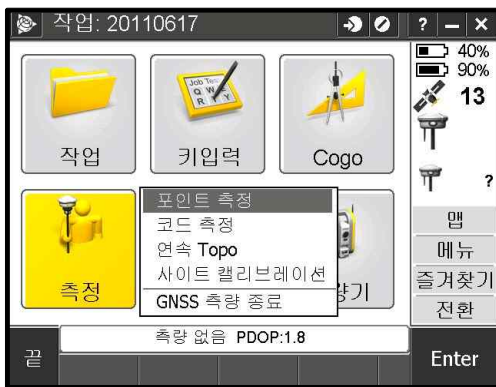 작업: 20110617
? – ×
40%
90%
13
?
Job Tes
Q W
R Y
작업
키입력
Cogo
포인트 측정
코드 측정
연속 Topo
사이트 캘리브레이션
GNSS 측량 종료
측정
량기
맵
메뉴
즐겨찾기
전환
측량 없음 PDOP:1.8
끝
Enter